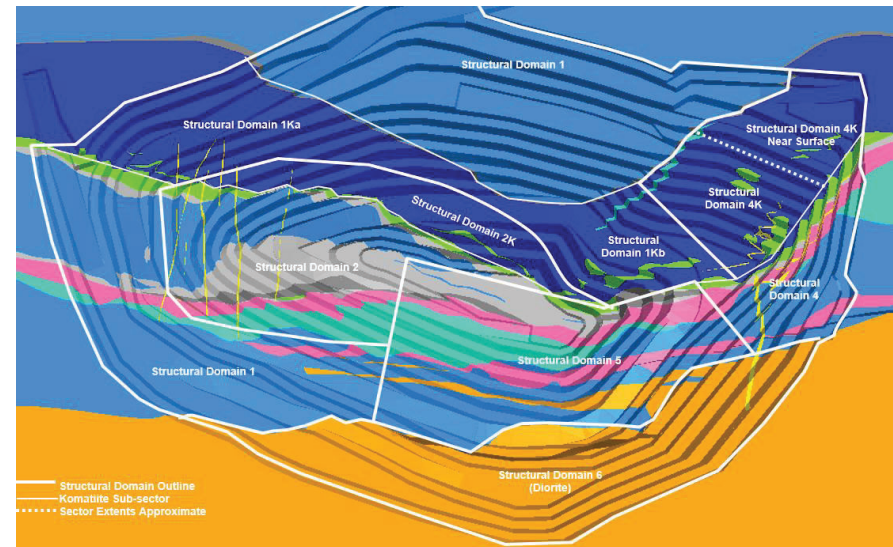 Structural Domain 1
Structural Domain 1Ka
Structural Domain 4K
Near Surface
Structural
Domain 4K
Structural Domain 2K
Structural
Domain 1Kb
Structural Domain 2
Structural
Domain 4
Structural Domain 5
Structural Domain 1
Structural Domain 6
(Diorite)
Structural Domain Outline
Komatiite Sub-sector
Sector Extents Approximate